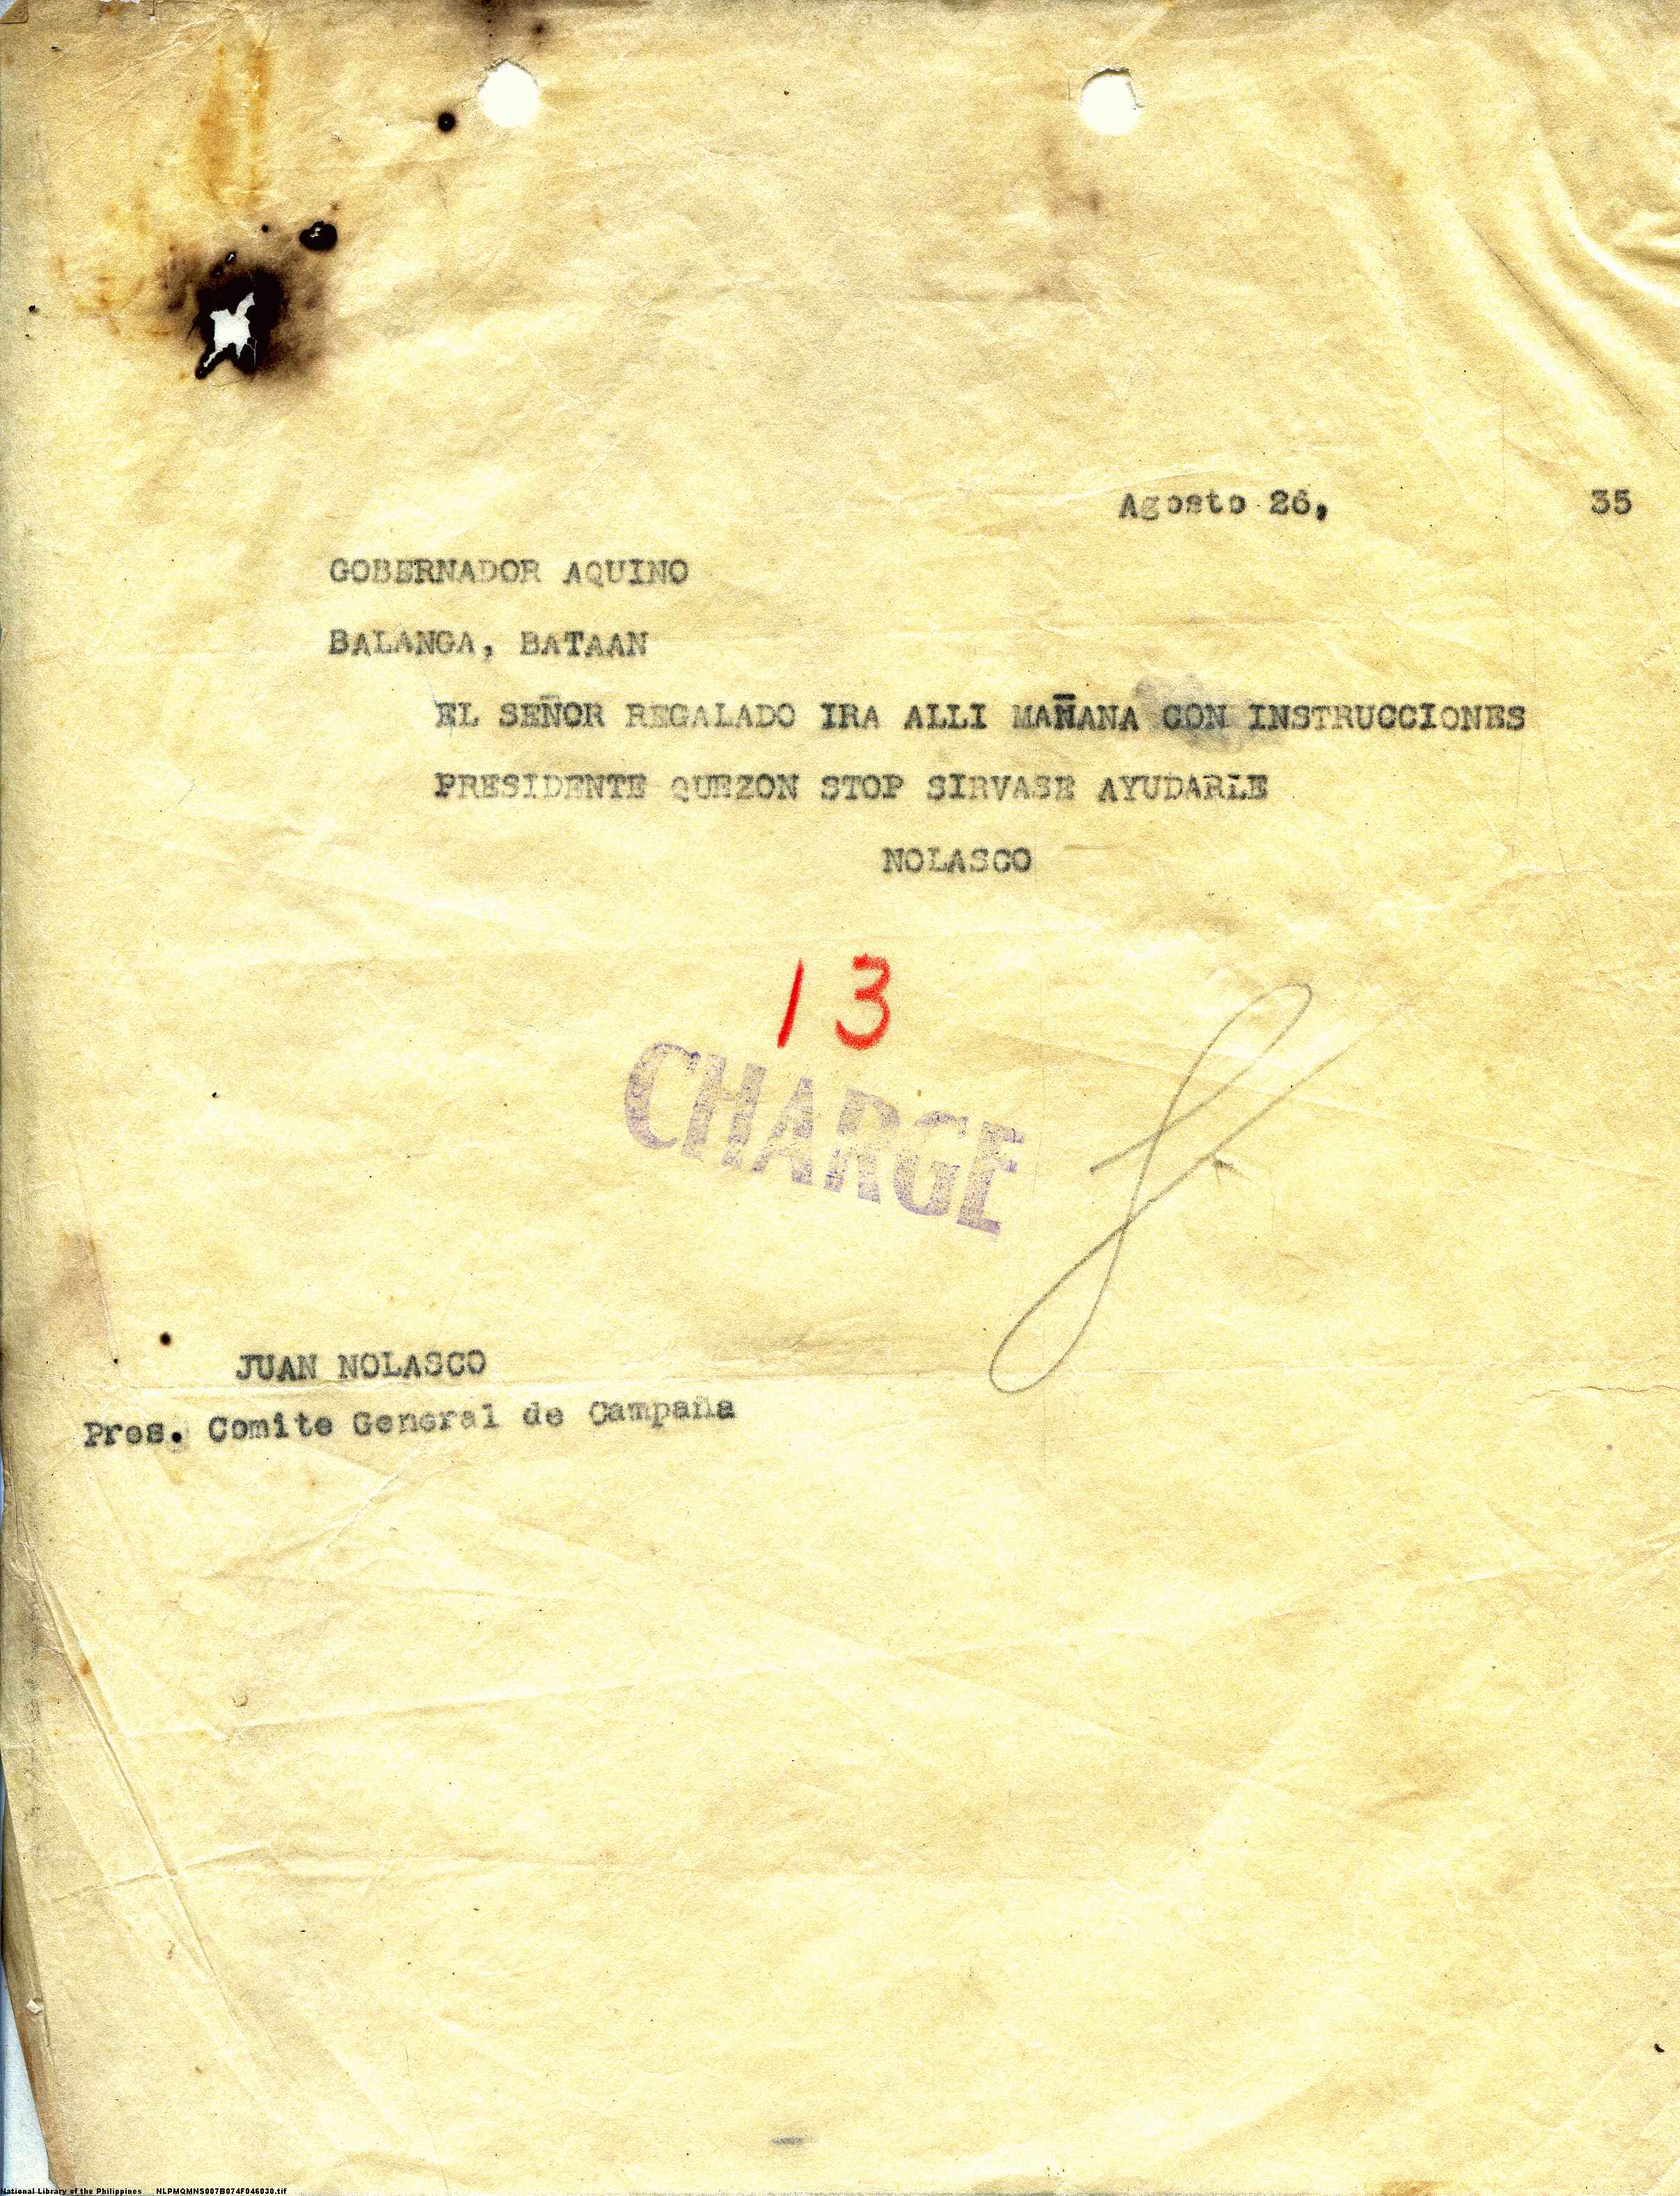 Agosto 26, 35
GOBERNADOR AQUINO
BALANGA, BATAAN
EL SEÑOR REGALADO IRA ALLI MAÑANA CON INSTRUCCIONES
PRESIDENTE QUEZON STOP SIRVASE AYUDARLE
NOLASCO
13
CHARGE
JUAN NOLASCO
Pres. Comite General de Campaña
National Library of the Philippines NLPMQMNS007B074F046030.tif